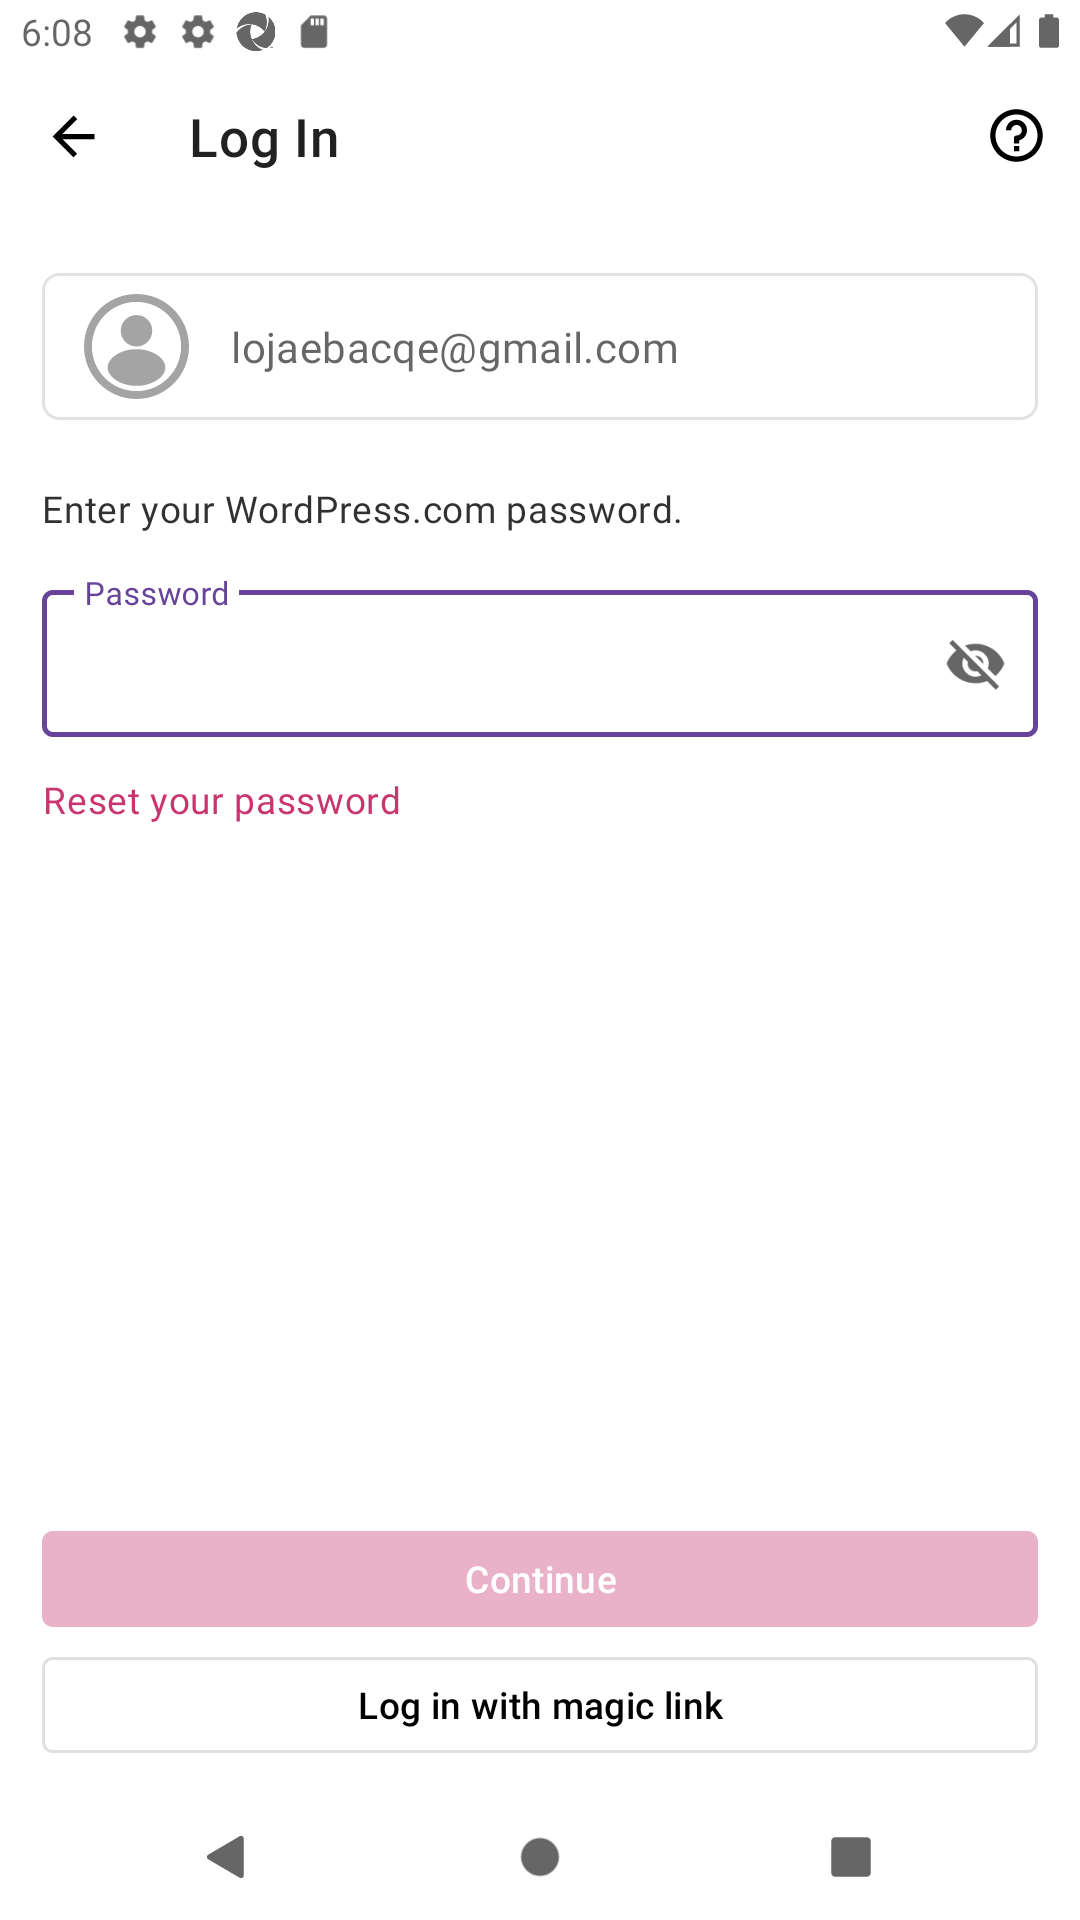 6:08
Log In
lojaebacqe@gmail.com
Enter your WordPress.com password.
Password
Reset your password
Continue
Log in with magic link